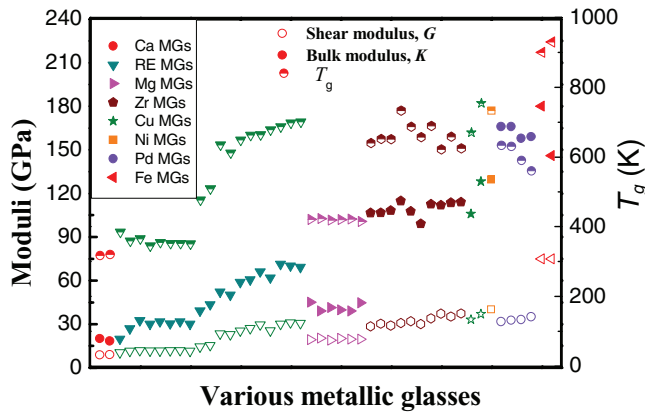 240
210
180
150
120
90
60
30
0
Moduli (GPa)
Ca MGs
RE MGs
Mg MGs
Zr MGs
Cu MGs
Ni MGs
Pd MGs
Fe MGs
Shear modulus, G
Bulk modulus, K
Tg
1000
800
600
400
200
0
Tg (K)
Various metallic glasses